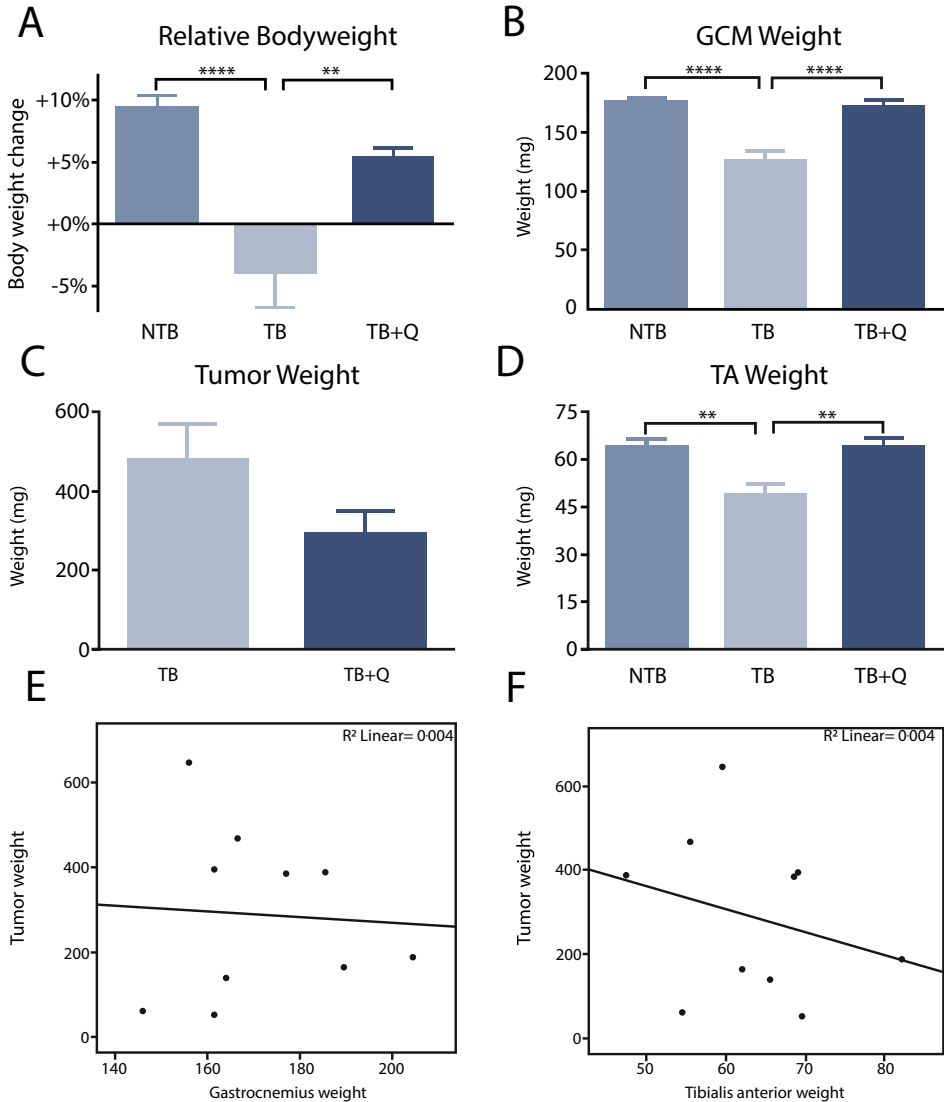 A
Relative Bodyweight
**** **
+10%
+5%
+0%
-5%
Body weight change
NTB TB TB+Q
B
GCM Weight
**** ****
200
150
100
50
0
Weight (mg)
NTB TB TB+Q
C
Tumor Weight
600
400
200
0
Weight (mg)
TB TB+Q
D
TA Weight
** **
75
60
45
30
15
0
Weight (mg)
NTB TB TB+Q
E
R² Linear= 0·004
600
400
200
0
Tumor weight
140 160 180 200
Gastrocnemius weight
F
R² Linear= 0·004
600
400
200
0
Tumor weight
50 60 70 80
Tibialis anterior weight